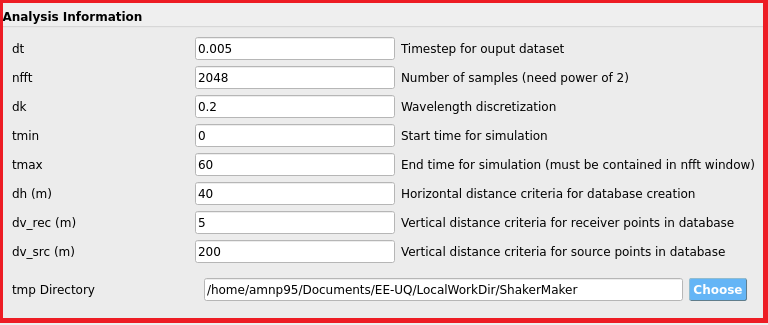 Analysis Information
dt 0.005 Timestep for ouput dataset
nfft 2048 Number of samples (need power of 2)
dk 0.2 Wavelength discretization
tmin 0 Start time for simulation
tmax 60 End time for simulation (must be contained in nfft window)
dh (m) 40 Horizontal distance criteria for database creation
dv_rec (m) 5 Vertical distance criteria for receiver points in database
dv_src (m) 200 Vertical distance criteria for source points in database
tmp Directory /home/amnp95/Documents/EE-UQ/LocalWorkDir/ShakerMaker Choose